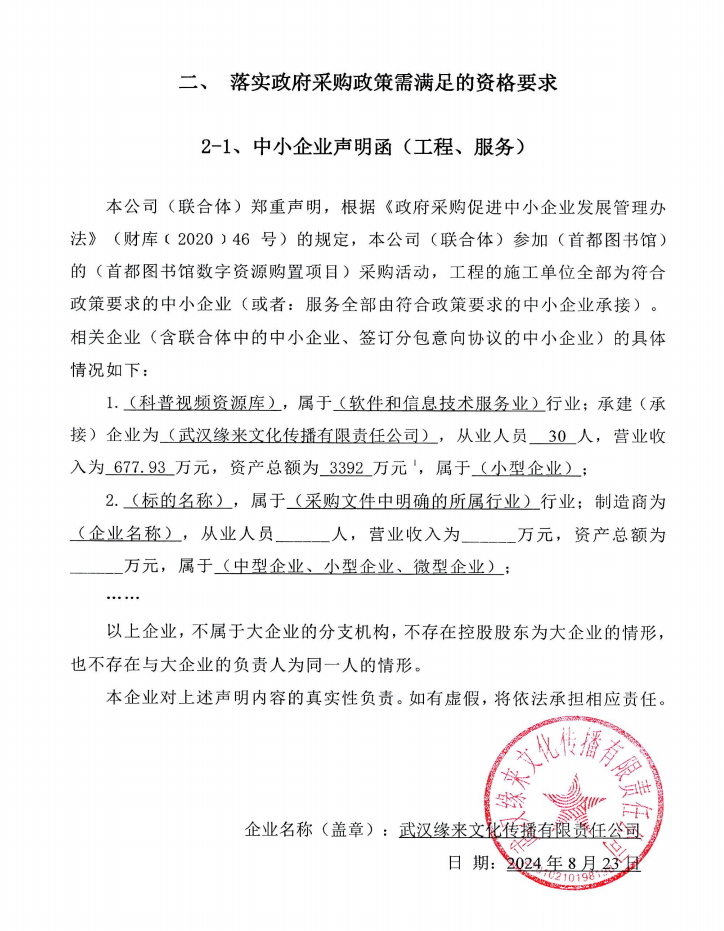 二、 落实政府采购政策需满足的资格要求
2-1、中小企业声明函（工程、服务）
本公司（联合体）郑重声明，根据《政府采购促进中小企业发展管理办
法》（财库﹝2020﹞46 号）的规定，本公司（联合体）参加（首都图书馆）
的（首都图书馆数字资源购置项目）采购活动，工程的施工单位全部为符合
政策要求的中小企业（或者：服务全部由符合政策要求的中小企业承接）。
相关企业（含联合体中的中小企业、签订分包意向协议的中小企业）的具体
情况如下：
1.（科普视频资源库），属于（软件和信息技术服务业）行业；承建（承
接）企业为（武汉缘来文化传播有限责任公司），从业人员 30 人，营业收
入为 677.93 万元，资产总额为 3392 万元¹，属于（小型企业）；
2.（标的名称），属于（采购文件中明确的所属行业）行业；制造商为
（企业名称），从业人员______人，营业收入为______万元，资产总额为
______万元，属于（中型企业、小型企业、微型企业）；
……
以上企业，不属于大企业的分支机构，不存在控股股东为大企业的情形，
也不存在与大企业的负责人为同一人的情形。
本企业对上述声明内容的真实性负责。如有虚假，将依法承担相应责任。
企业名称（盖章）：武汉缘来文化传播有限责任公司
日 期：2024 年 8 月 23 日
武汉缘来文化传播有限责任公司